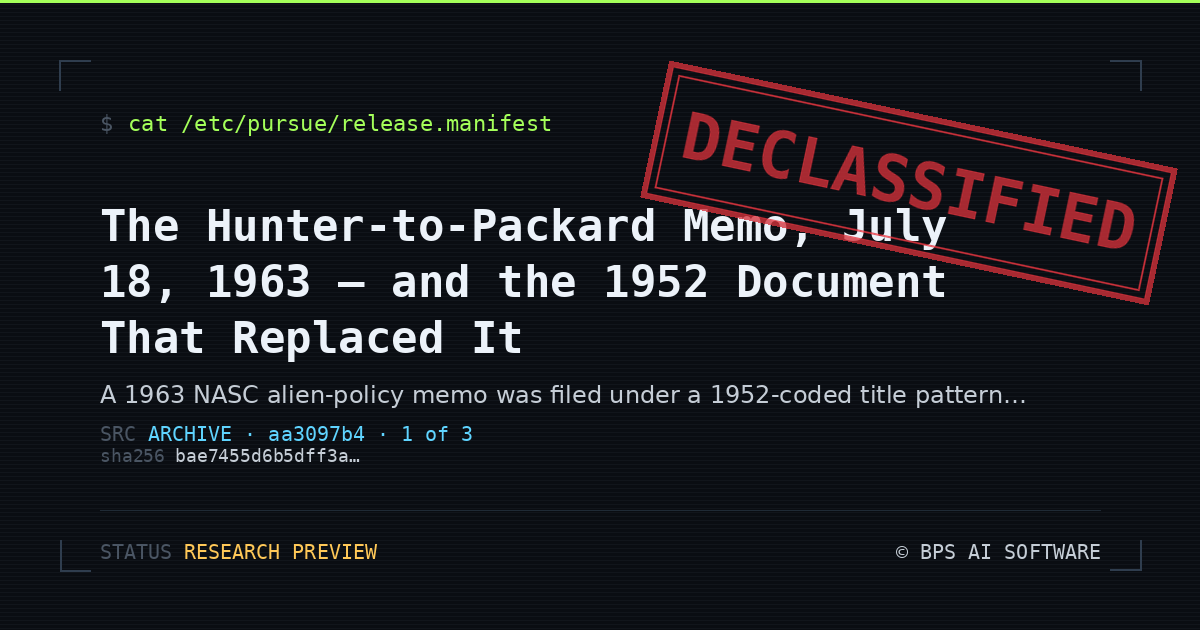 $ cat /etc/pursue/release.manifest
DECLASSIFIED
The Hunter-to-Packard Memo, July
18, 1963 — and the 1952 Document
That Replaced It
A 1963 NASC alien-policy memo was filed under a 1952-coded title pattern…
SRC ARCHIVE · aa3097b4 · 1 of 3
sha256 bae7455d6b5dff3a…
STATUS RESEARCH PREVIEW
© BPS AI SOFTWARE